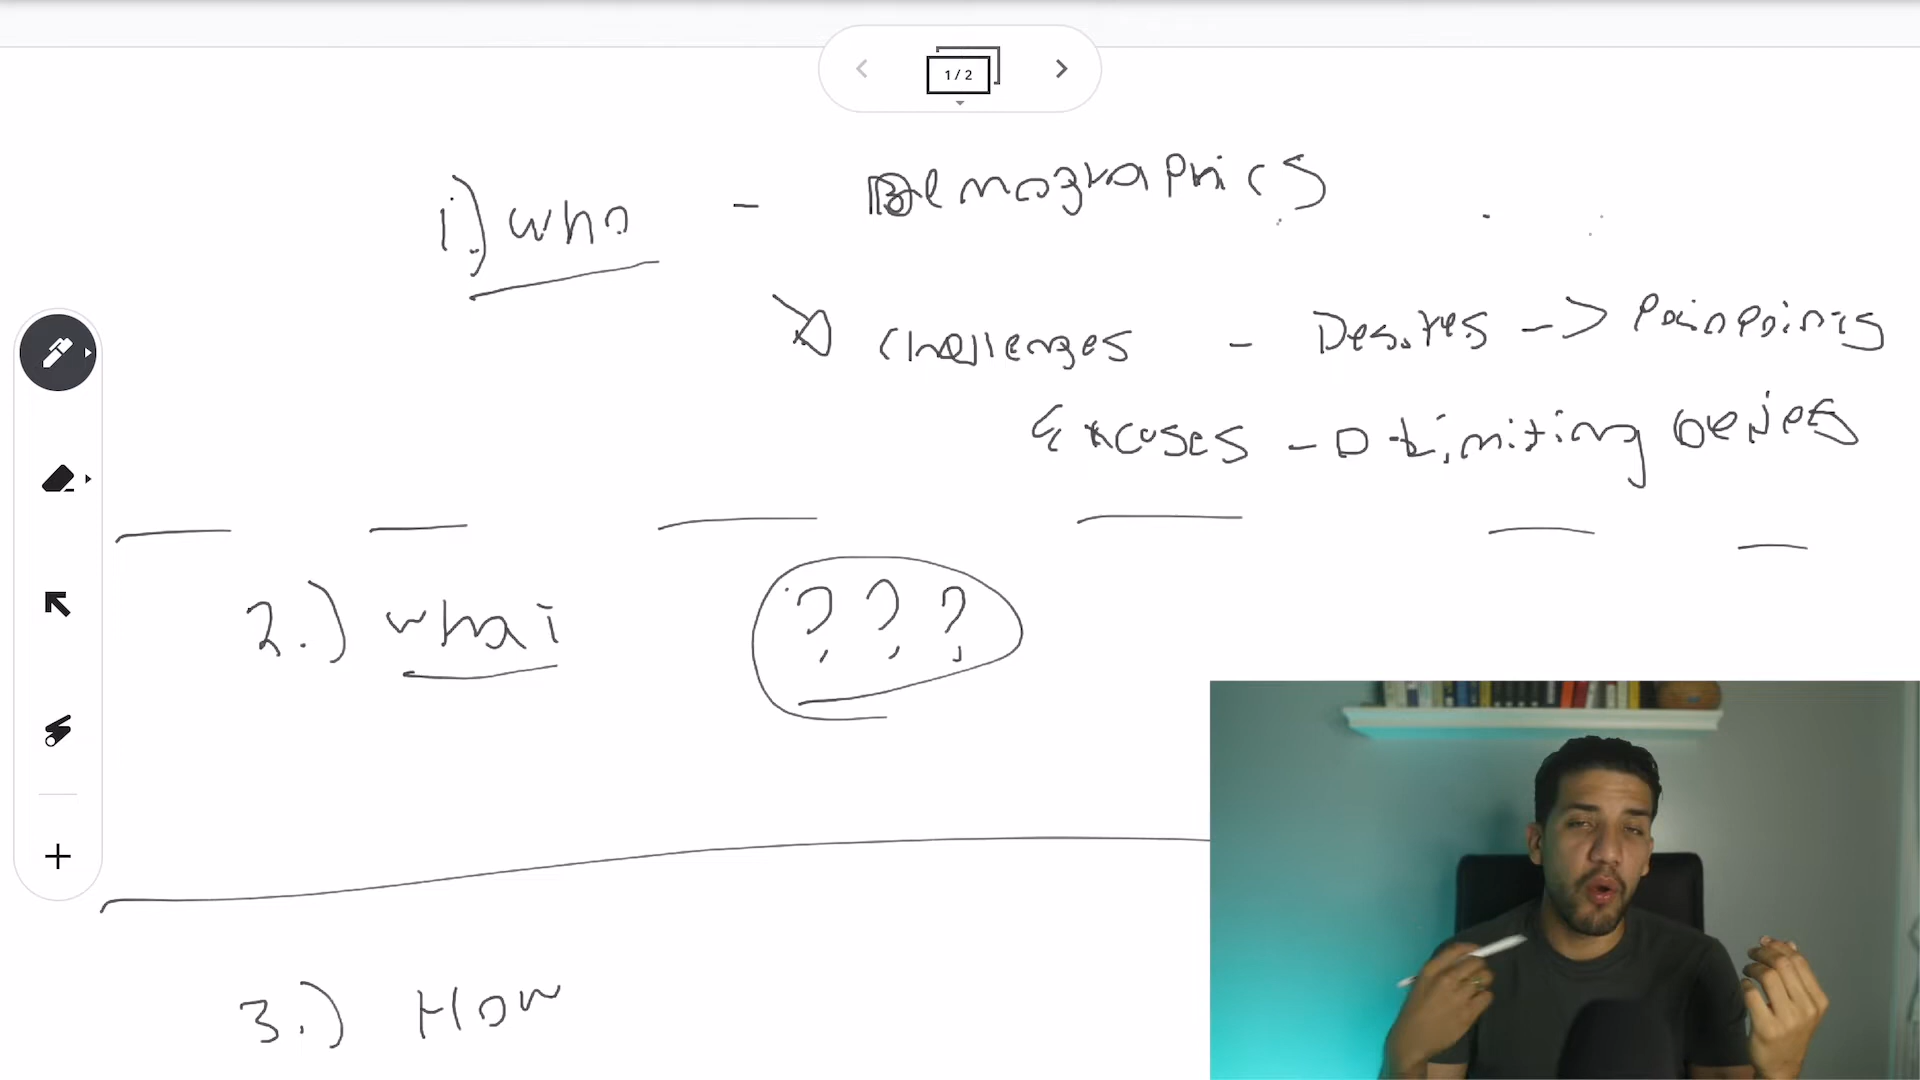 1 / 2
1.) who - Demographics
Challenges - Desires -> Painpoints
Excuses - Limiting Beliefs
2.) what ???
3.) How